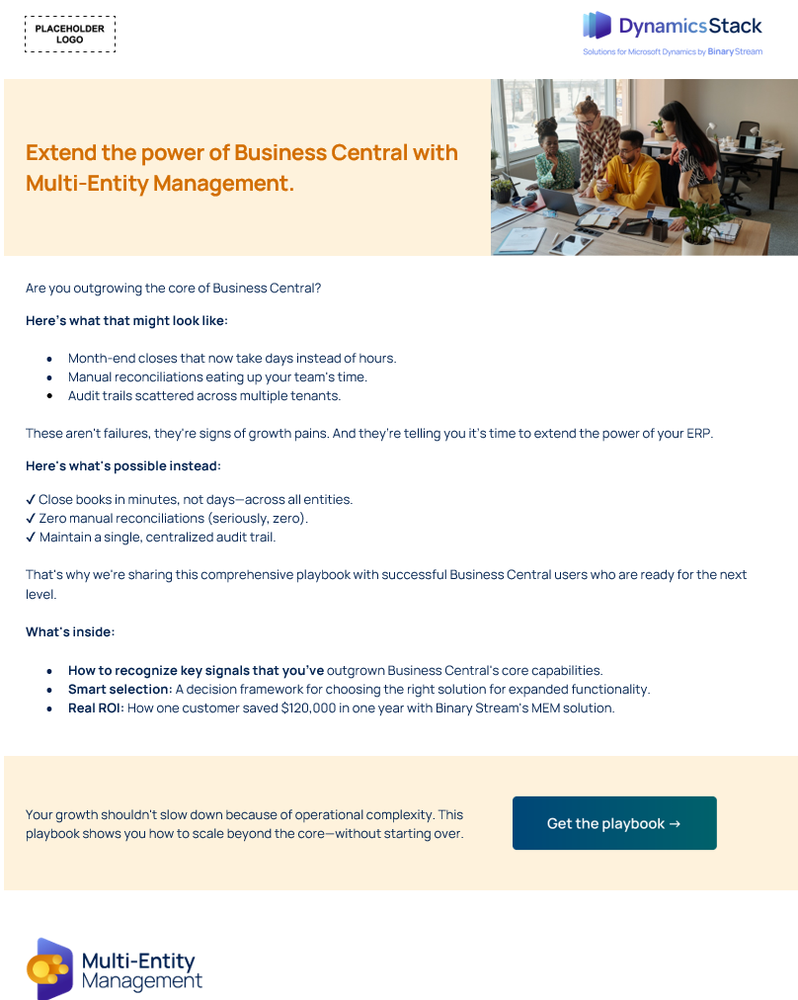 PLACEHOLDER
LOGO
DynamicsStack
Solutions for Microsoft Dynamics by BinaryStream
Extend the power of Business Central with
Multi-Entity Management.
Are you outgrowing the core of Business Central?
Here's what that might look like:
• Month-end closes that now take days instead of hours.
• Manual reconciliations eating up your team's time.
• Audit trails scattered across multiple tenants.
These aren't failures, they're signs of growth pains. And they're telling you it's time to extend the power of your ERP.
Here's what's possible instead:
✓ Close books in minutes, not days—across all entities.
✓ Zero manual reconciliations (seriously, zero).
✓ Maintain a single, centralized audit trail.
That's why we're sharing this comprehensive playbook with successful Business Central users who are ready for the next
level.
What's inside:
• How to recognize key signals that you've outgrown Business Central's core capabilities.
• Smart selection: A decision framework for choosing the right solution for expanded functionality.
• Real ROI: How one customer saved $120,000 in one year with Binary Stream's MEM solution.
Your growth shouldn't slow down because of operational complexity. This
playbook shows you how to scale beyond the core—without starting over.
Get the playbook →
Multi-Entity
Management